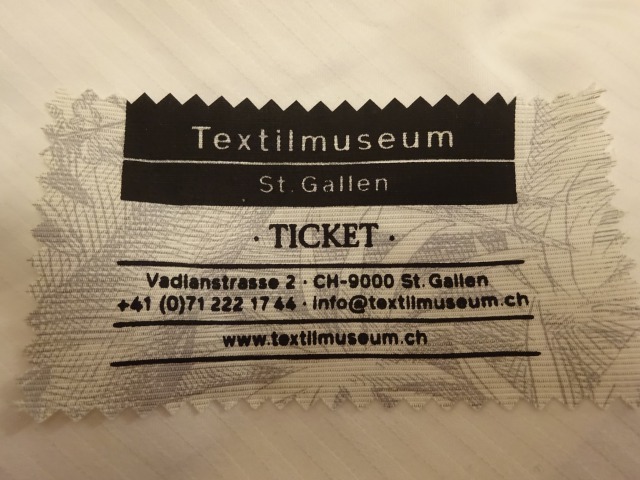 Textilmuseum
St. Gallen
· TICKET ·
Vadianstrasse 2 · CH-9000 St. Gallen
+41 (0)71 222 17 44 · info@textilmuseum.ch
www.textilmuseum.ch